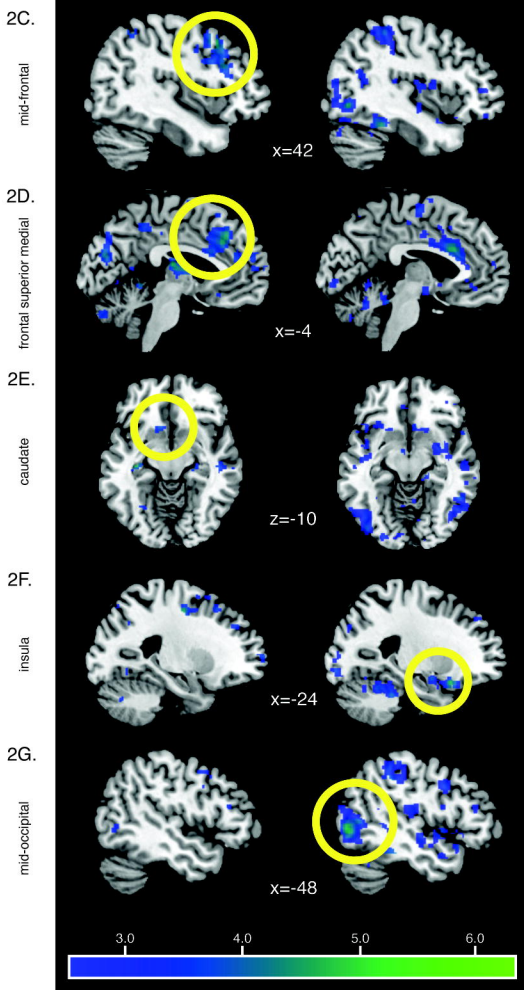 2C.
mid-frontal
x=42
2D.
frontal superior medial
x=-4
2E.
caudate
z=-10
2F.
insula
x=-24
2G.
mid-occipital
x=-48
3.0 4.0 5.0 6.0